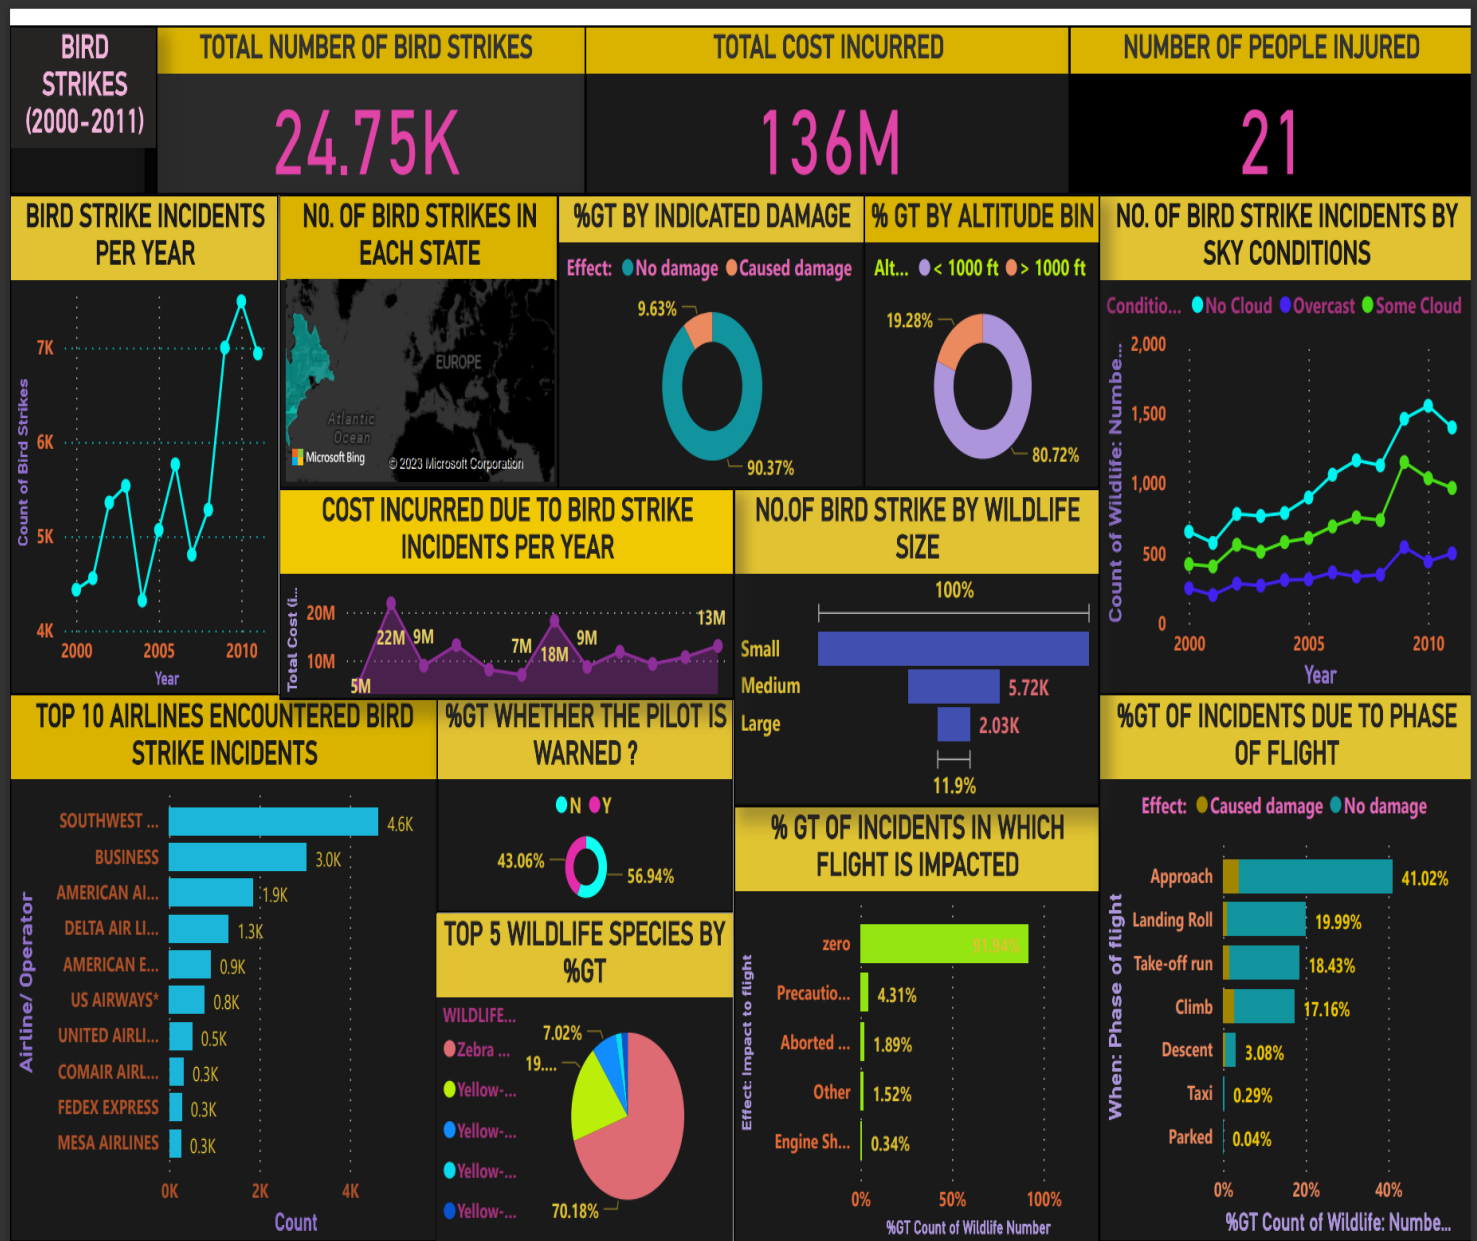 BIRD
STRIKES
(2000-2011)
TOTAL NUMBER OF BIRD STRIKES
24.75K
TOTAL COST INCURRED
136M
NUMBER OF PEOPLE INJURED
21
BIRD STRIKE INCIDENTS
PER YEAR
Count of Bird Strikes
7K
6K
5K
4K
2000 2005 2010
Year
NO. OF BIRD STRIKES IN
EACH STATE
EUROPE
Atlantic
Ocean
Microsoft Bing
© 2023 Microsoft Corporation
%GT BY INDICATED DAMAGE
Effect: No damage Caused damage
9.63%
90.37%
% GT BY ALTITUDE BIN
Alt... < 1000 ft > 1000 ft
19.28%
80.72%
NO. OF BIRD STRIKE INCIDENTS BY
SKY CONDITIONS
Conditio... No Cloud Overcast Some Cloud
Count of Wildlife: Numbe...
2,000
1,500
1,000
500
0
2000 2005 2010
Year
COST INCURRED DUE TO BIRD STRIKE
INCIDENTS PER YEAR
Total Cost (i...
20M
10M
5M
22M
9M
7M
18M
9M
13M
NO.OF BIRD STRIKE BY WILDLIFE
SIZE
100%
Small
Medium 5.72K
Large 2.03K
11.9%
TOP 10 AIRLINES ENCOUNTERED BIRD
STRIKE INCIDENTS
Airline/ Operator
SOUTHWEST ... 4.6K
BUSINESS 3.0K
AMERICAN AI... 1.9K
DELTA AIR LI... 1.3K
AMERICAN E... 0.9K
US AIRWAYS* 0.8K
UNITED AIRLI... 0.5K
COMAIR AIRL... 0.3K
FEDEX EXPRESS 0.3K
MESA AIRLINES 0.3K
0K 2K 4K
Count
%GT WHETHER THE PILOT IS
WARNED ?
N Y
43.06%
56.94%
TOP 5 WILDLIFE SPECIES BY
%GT
WILDLIFE...
Zebra ...
Yellow-...
Yellow-...
Yellow-...
Yellow-...
7.02%
19....
70.18%
% GT OF INCIDENTS IN WHICH
FLIGHT IS IMPACTED
Effect: Impact to flight
zero 91.94%
Precautio... 4.31%
Aborted ... 1.89%
Other 1.52%
Engine Sh... 0.34%
0% 50% 100%
%GT Count of Wildlife Number
%GT OF INCIDENTS DUE TO PHASE
OF FLIGHT
Effect: Caused damage No damage
When: Phase of flight
Approach 41.02%
Landing Roll 19.99%
Take-off run 18.43%
Climb 17.16%
Descent 3.08%
Taxi 0.29%
Parked 0.04%
0% 20% 40%
%GT Count of Wildlife: Numbe...